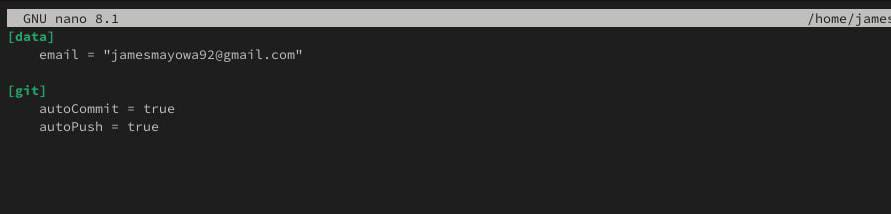 GNU nano 8.1 /home/james
[data]
email = "jamesmayowa92@gmail.com"
[git]
autoCommit = true
autoPush = true